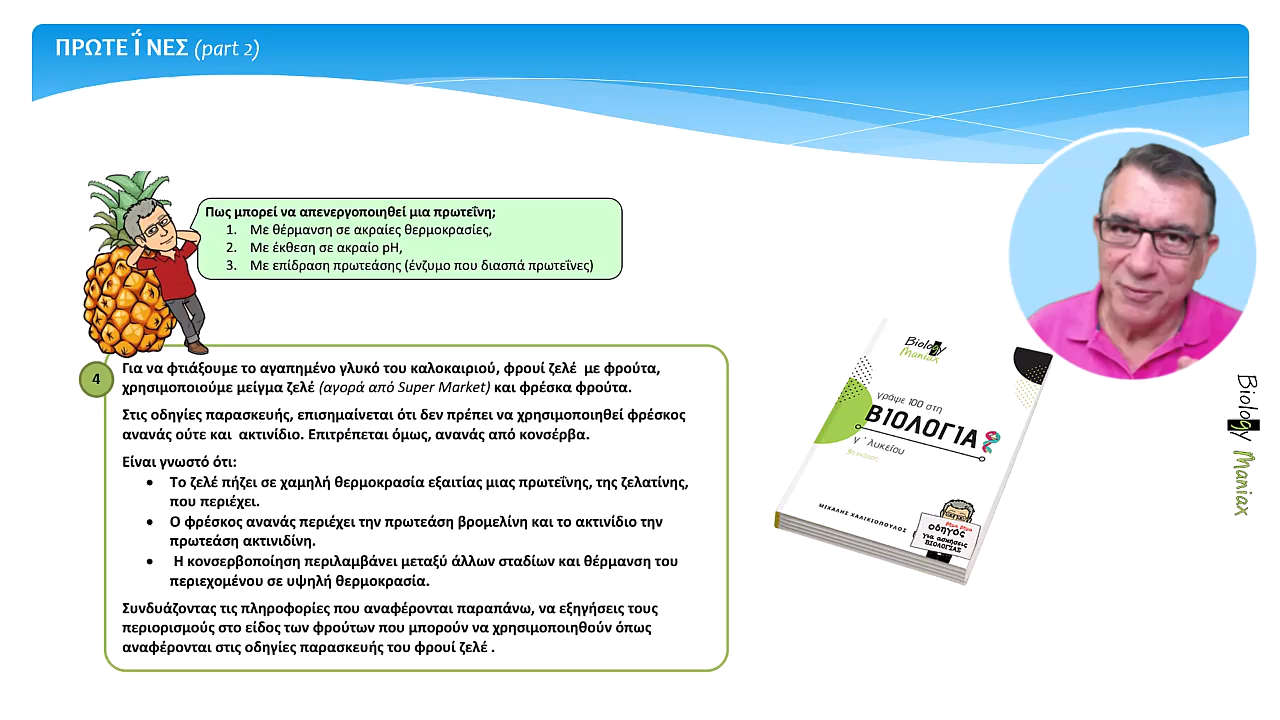 ΠΡΩΤΕΪΝΕΣ (part 2)
Πως μπορεί να απενεργοποιηθεί μια πρωτεΐνη;
1. Με θέρμανση σε ακραίες θερμοκρασίες,
2. Με έκθεση σε ακραίο pH,
3. Με επίδραση πρωτεάσης (ένζυμο που διασπά πρωτεΐνες)
4
Για να φτιάξουμε το αγαπημένο γλυκό του καλοκαιριού, φρουί ζελέ με φρούτα,
χρησιμοποιούμε μείγμα ζελέ (αγορά από Super Market) και φρέσκα φρούτα.
Στις οδηγίες παρασκευής, επισημαίνεται ότι δεν πρέπει να χρησιμοποιηθεί φρέσκος
ανανάς ούτε και ακτινίδιο. Επιτρέπεται όμως, ανανάς από κονσέρβα.
Είναι γνωστό ότι:
• Το ζελέ πήζει σε χαμηλή θερμοκρασία εξαιτίας μιας πρωτεΐνης, της ζελατίνης,
που περιέχει.
• Ο φρέσκος ανανάς περιέχει την πρωτεάση βρομελίνη και το ακτινίδιο την
πρωτεάση ακτινιδίνη.
• Η κονσερβοποίηση περιλαμβάνει μεταξύ άλλων σταδίων και θέρμανση του
περιεχομένου σε υψηλή θερμοκρασία.
Συνδυάζοντας τις πληροφορίες που αναφέρονται παραπάνω, να εξηγήσεις τους
περιορισμούς στο είδος των φρούτων που μπορούν να χρησιμοποιηθούν όπως
αναφέρονται στις οδηγίες παρασκευής του φρουί ζελέ .
Biology
Maniax
γράψε 100 στη
ΒΙΟΛΟΓΙΑ
γ΄ λυκείου
5η έκδοση
ΜΙΧΑΛΗΣ ΧΑΛΙΚΙΟΠΟΥΛΟΣ
οδηγός
για ασκήσεις
ΒΙΟΛΟΓΙΑΣ
Biology Maniax